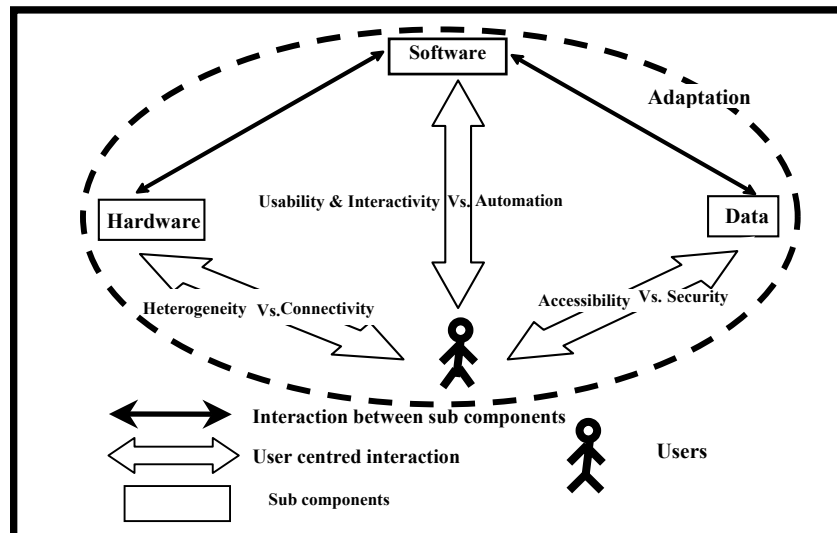 Software
Adaptation
Usability & Interactivity Vs. Automation
Hardware
Data
Heterogeneity Vs.Connectivity
Accessibility Vs. Security
Interaction between sub components
User centred interaction
Users
Sub components